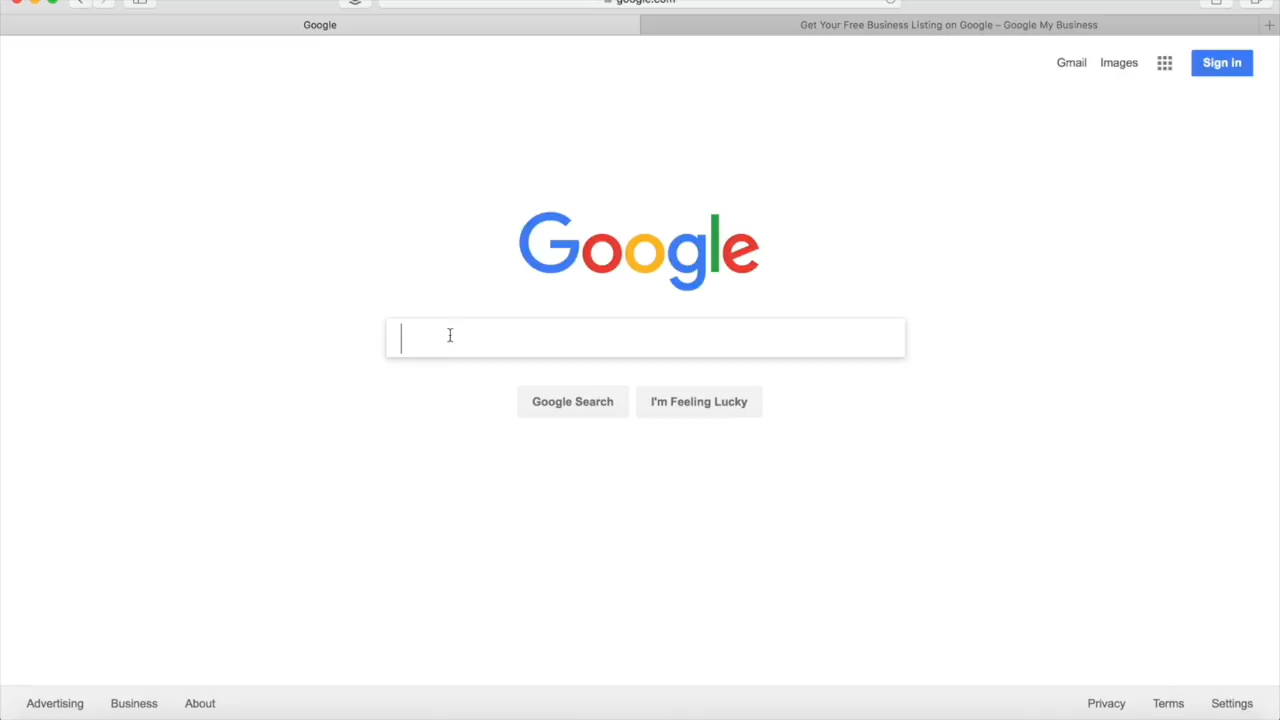 google.com
Google
Get Your Free Business Listing on Google – Google My Business
Gmail
Images
Sign in
Google
Google Search
I'm Feeling Lucky
Advertising
Business
About
Privacy
Terms
Settings